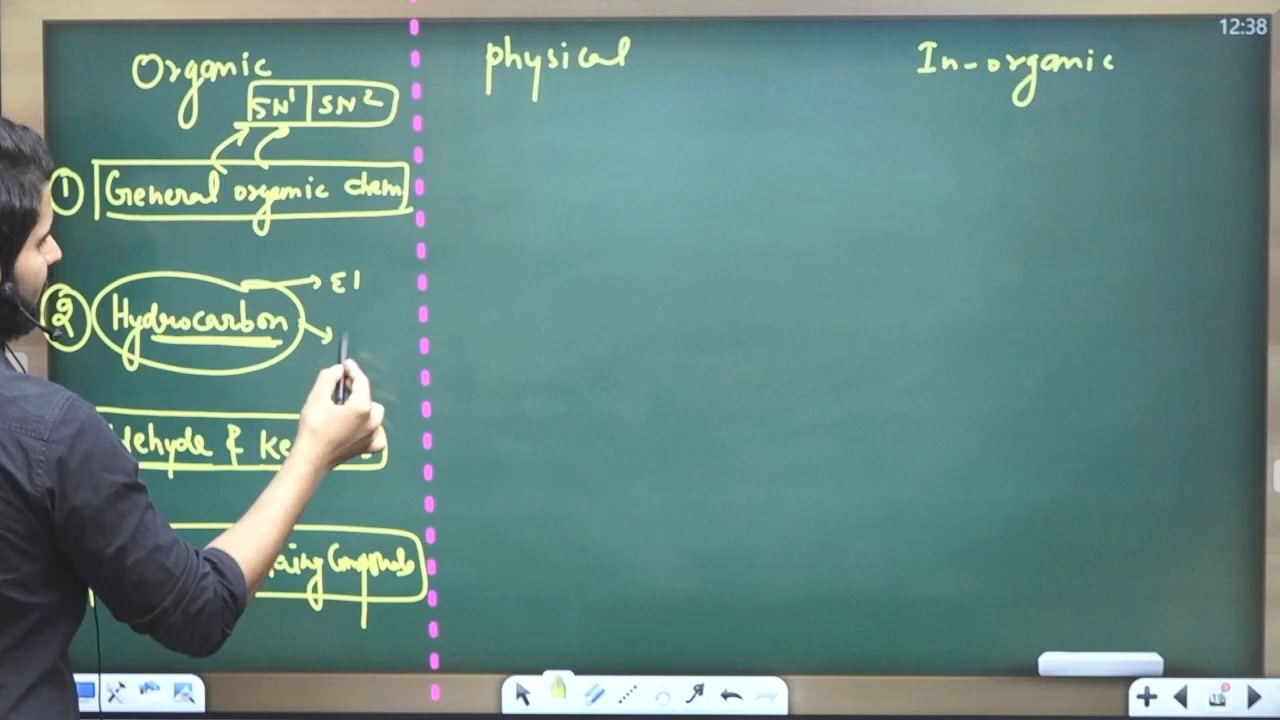 12:38
Organic
physical
In-organic
SN1 SN2
1 General organic chem
2 Hydrocarbon
E1
&